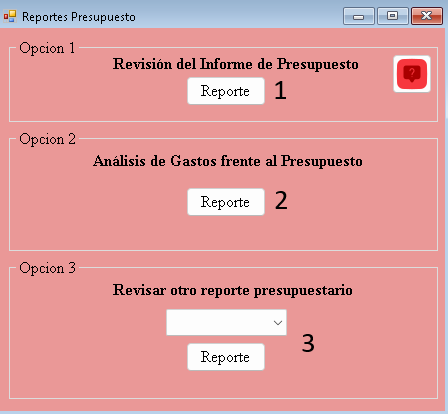 Reportes Presupuesto
Opcion 1
Revisión del Informe de Presupuesto
Reporte 1
Opcion 2
Análisis de Gastos frente al Presupuesto
Reporte 2
Opcion 3
Revisar otro reporte presupuestario
3
Reporte